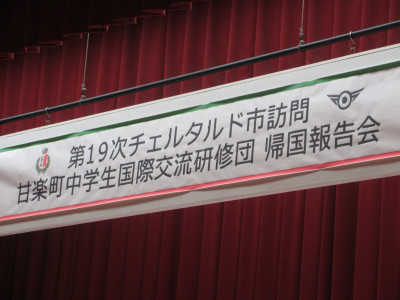 第19次チェルタルド市訪問
甘楽町中学生国際交流研修団 帰国報告会